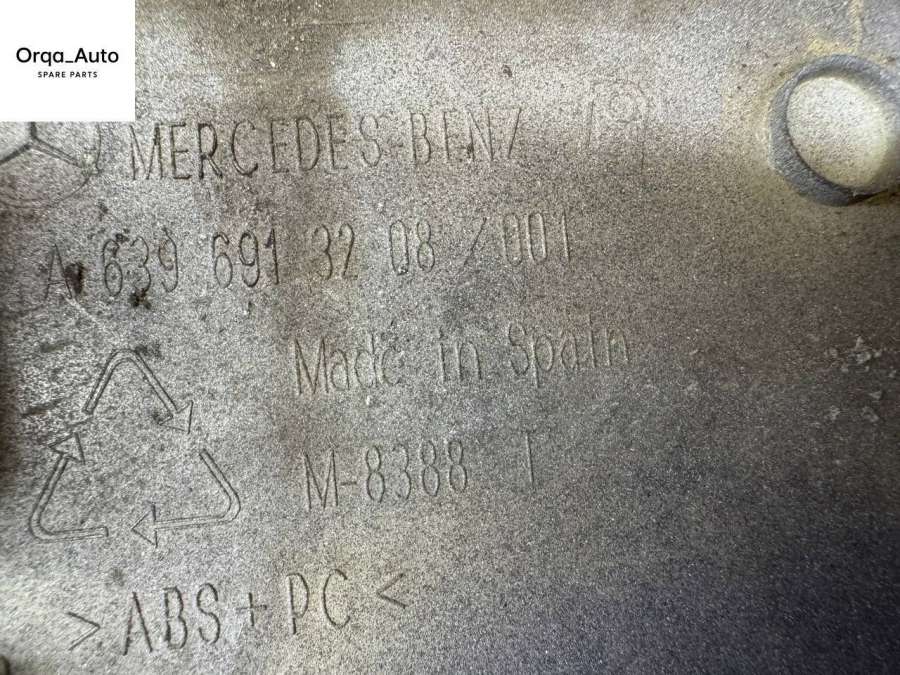 Orqa_Auto
SPARE PARTS
MERCEDES-BENZ
A 639 691 32 08 / 001
Made in Spain
M-8388 T
>ABS+PC<